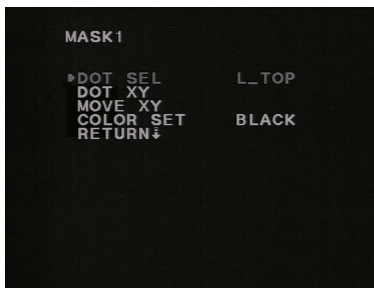 MASK1
►DOT SEL L_TOP
DOT XY
MOVE XY
COLOR SET BLACK
RETURN↓